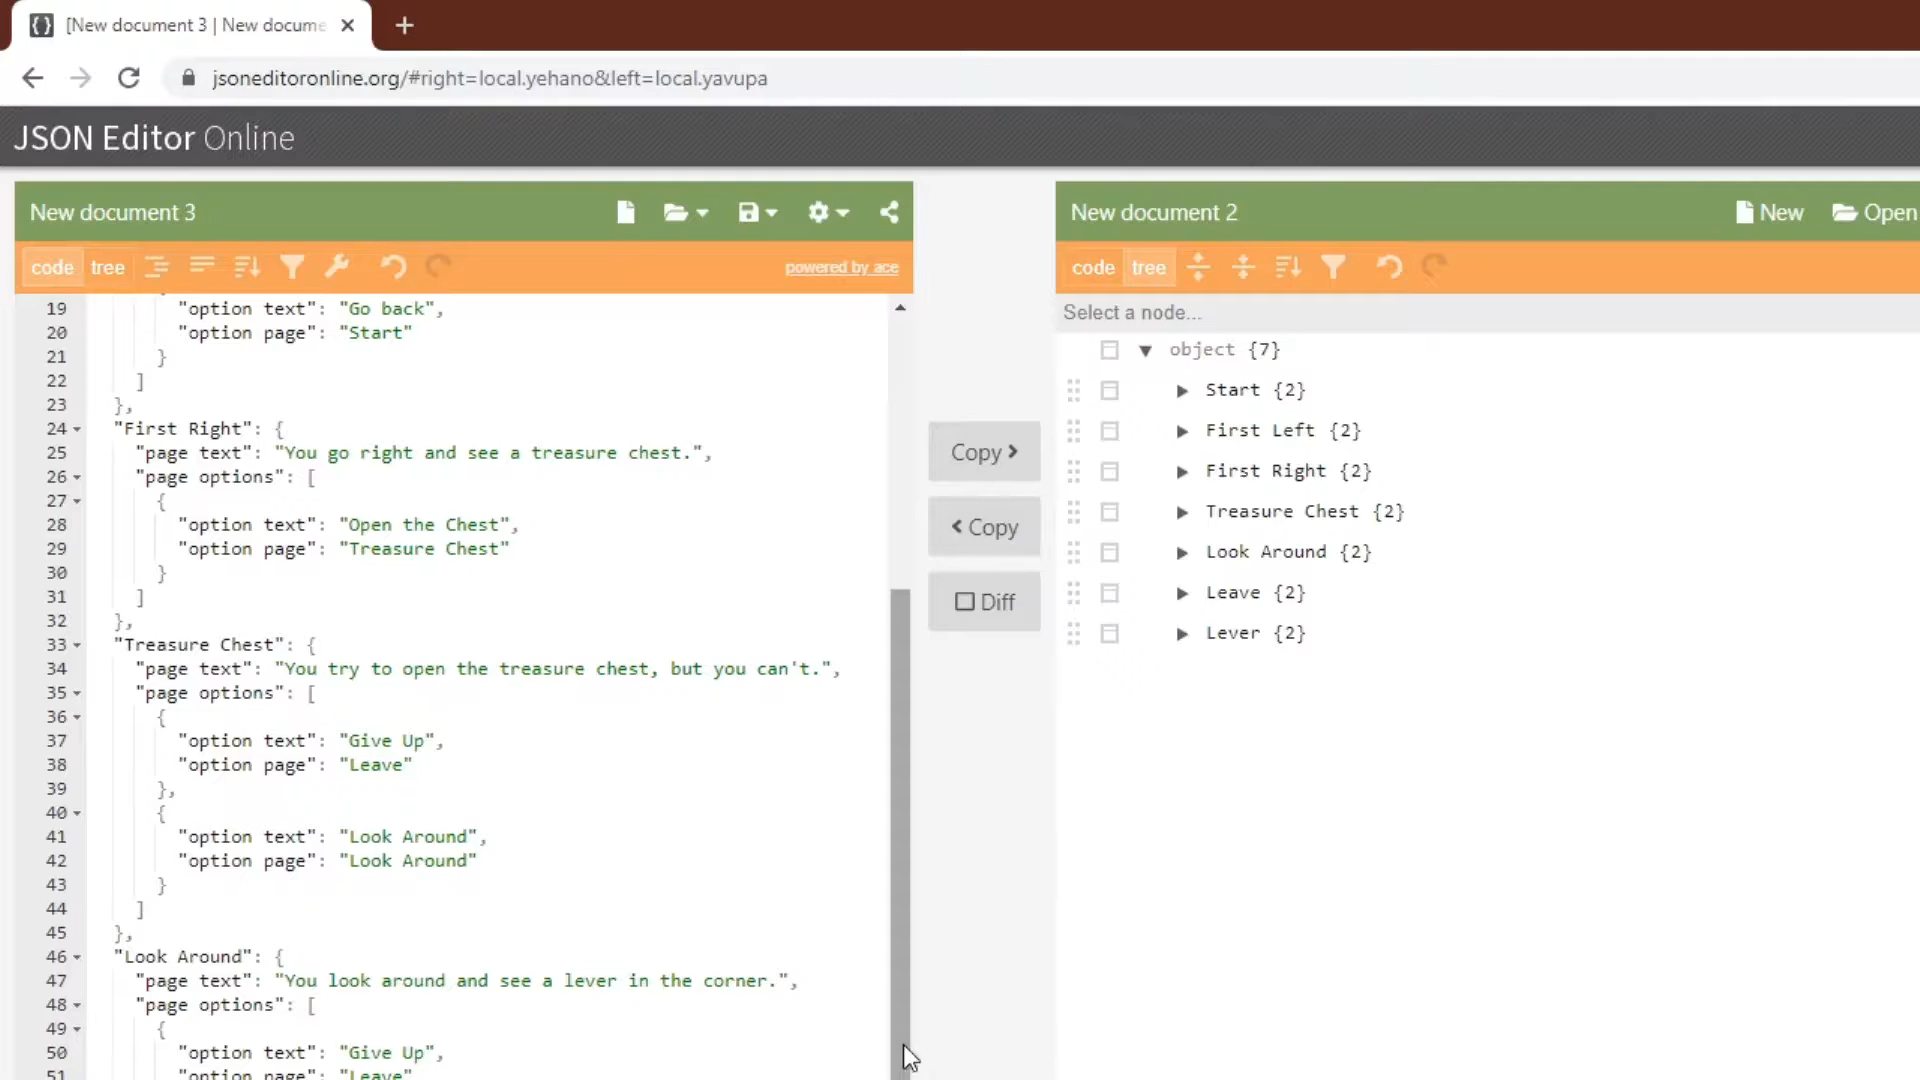 [New document 3 | New docume
jsoneditoronline.org/#right=local.yehano&left=local.yavupa
JSON Editor Online
New document 3
code tree powered by ace
19 "option text": "Go back",
20 "option page": "Start"
21 }
22 ]
23 },
24 "First Right": {
25 "page text": "You go right and see a treasure chest.",
26 "page options": [
27 {
28 "option text": "Open the Chest",
29 "option page": "Treasure Chest"
30 }
31 ]
32 },
33 "Treasure Chest": {
34 "page text": "You try to open the treasure chest, but you can't.",
35 "page options": [
36 {
37 "option text": "Give Up",
38 "option page": "Leave"
39 },
40 {
41 "option text": "Look Around",
42 "option page": "Look Around"
43 }
44 ]
45 },
46 "Look Around": {
47 "page text": "You look around and see a lever in the corner.",
48 "page options": [
49 {
50 "option text": "Give Up",
51 "option page": "Leave"
Copy >
< Copy
Diff
New document 2 New Open
code tree
Select a node...
object {7}
Start {2}
First Left {2}
First Right {2}
Treasure Chest {2}
Look Around {2}
Leave {2}
Lever {2}